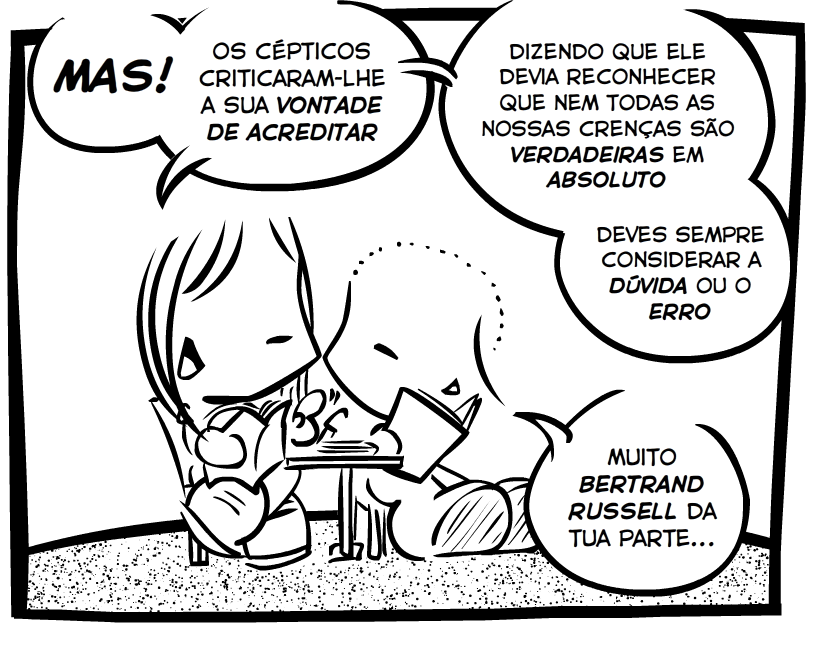 MAS!
OS CÉPTICOS
CRITICARAM-LHE
A SUA VONTADE
DE ACREDITAR
DIZENDO QUE ELE
DEVIA RECONHECER
QUE NEM TODAS AS
NOSSAS CRENÇAS SÃO
VERDADEIRAS EM
ABSOLUTO
DEVES SEMPRE
CONSIDERAR A
DÚVIDA OU O
ERRO
MUITO
BERTRAND
RUSSELL DA
TUA PARTE...